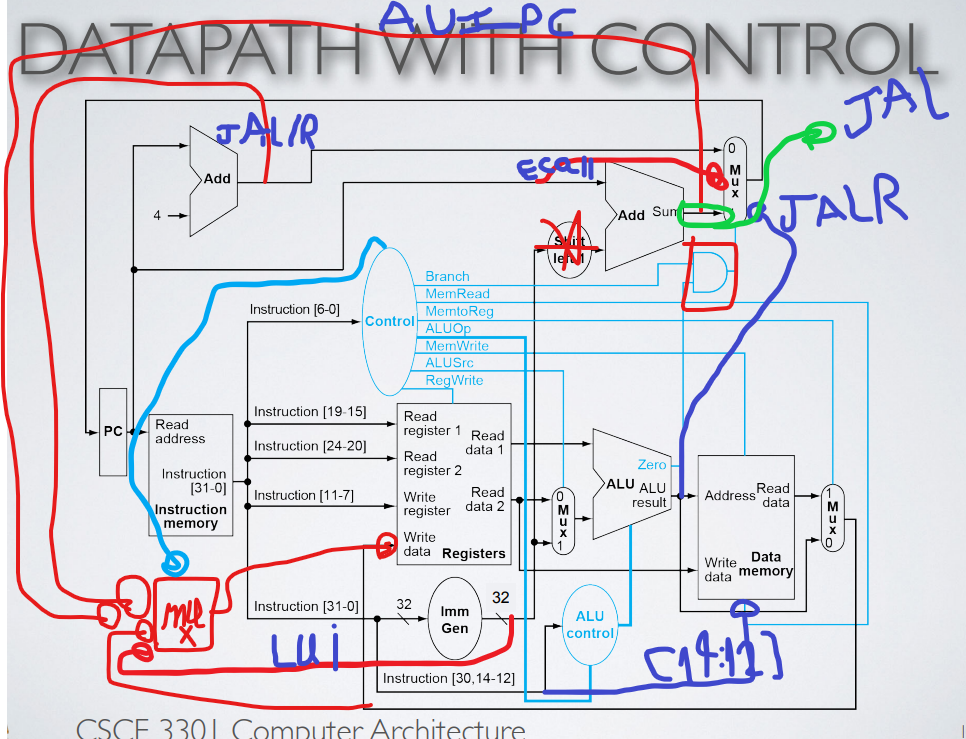 AUIPC
DATAPATH WITH CONTROL
JAL
JAL/R
0
Mux
Ecall
Add
4
Add
Sum
1
JALR
Shift
left 1
Branch
MemRead
Instruction [6-0]
Control
MemtoReg
ALUOp
MemWrite
ALUSrc
RegWrite
Instruction [19-15]
Read
register 1
Read
data 1
PC
Read
address
Instruction [24-20]
Read
register 2
Zero
ALU
ALU
result
Instruction
[31-0]
Instruction
memory
Instruction [11-7]
Write
register
Read
data 2
0
Mux
1
Address
Read
data
1
Mux
0
Write
data
Registers
Write
data
Data
memory
Instruction [31-0]
32
Imm
Gen
32
ALU
control
mux
Lui
[14:12]
Instruction [30,14-12]
CSCE 3301 Computer Architecture